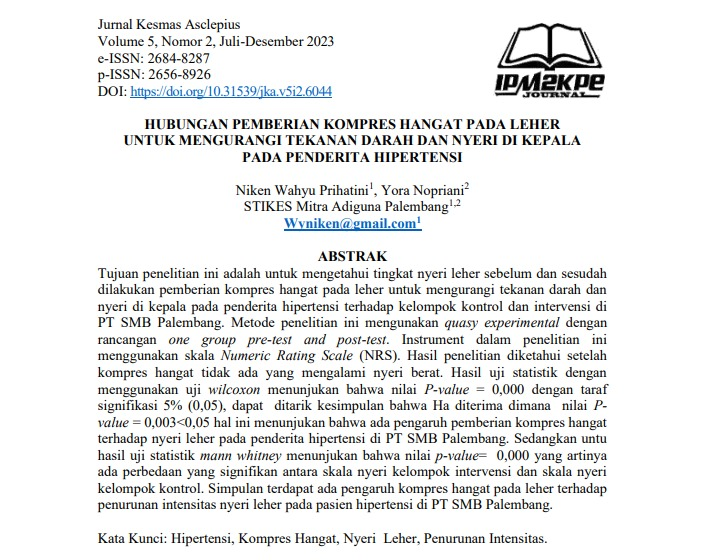 Jurnal Kesmas Asclepius
Volume 5, Nomor 2, Juli-Desember 2023
e-ISSN: 2684-8287
p-ISSN: 2656-8926
DOI: https://doi.org/10.31539/jka.v5i2.6044
IPM2KPE
JOURNAL
HUBUNGAN PEMBERIAN KOMPRES HANGAT PADA LEHER
UNTUK MENGURANGI TEKANAN DARAH DAN NYERI DI KEPALA
PADA PENDERITA HIPERTENSI
Niken Wahyu Prihatini1, Yora Nopriani2
STIKES Mitra Adiguna Palembang1,2
Wyniken@gmail.com1
ABSTRAK
Tujuan penelitian ini adalah untuk mengetahui tingkat nyeri leher sebelum dan sesudah
dilakukan pemberian kompres hangat pada leher untuk mengurangi tekanan darah dan
nyeri di kepala pada penderita hipertensi terhadap kelompok kontrol dan intervensi di
PT SMB Palembang. Metode penelitian ini mengunakan quasy experimental dengan
rancangan one group pre-test and post-test. Instrument dalam penelitian ini
menggunakan skala Numeric Rating Scale (NRS). Hasil penelitian diketahui setelah
kompres hangat tidak ada yang mengalami nyeri berat. Hasil uji statistik dengan
menggunakan uji wilcoxon menunjukan bahwa nilai P-value = 0,000 dengan taraf
signifikasi 5% (0,05), dapat ditarik kesimpulan bahwa Ha diterima dimana nilai P-
value = 0,003<0,05 hal ini menunjukan bahwa ada pengaruh pemberian kompres hangat
terhadap nyeri leher pada penderita hipertensi di PT SMB Palembang. Sedangkan untu
hasil uji statistik mann whitney menunjukan bahwa nilai p-value= 0,000 yang artinya
ada perbedaan yang signifikan antara skala nyeri kelompok intervensi dan skala nyeri
kelompok kontrol. Simpulan terdapat ada pengaruh kompres hangat pada leher terhadap
penurunan intensitas nyeri leher pada pasien hipertensi di PT SMB Palembang.
Kata Kunci: Hipertensi, Kompres Hangat, Nyeri Leher, Penurunan Intensitas.